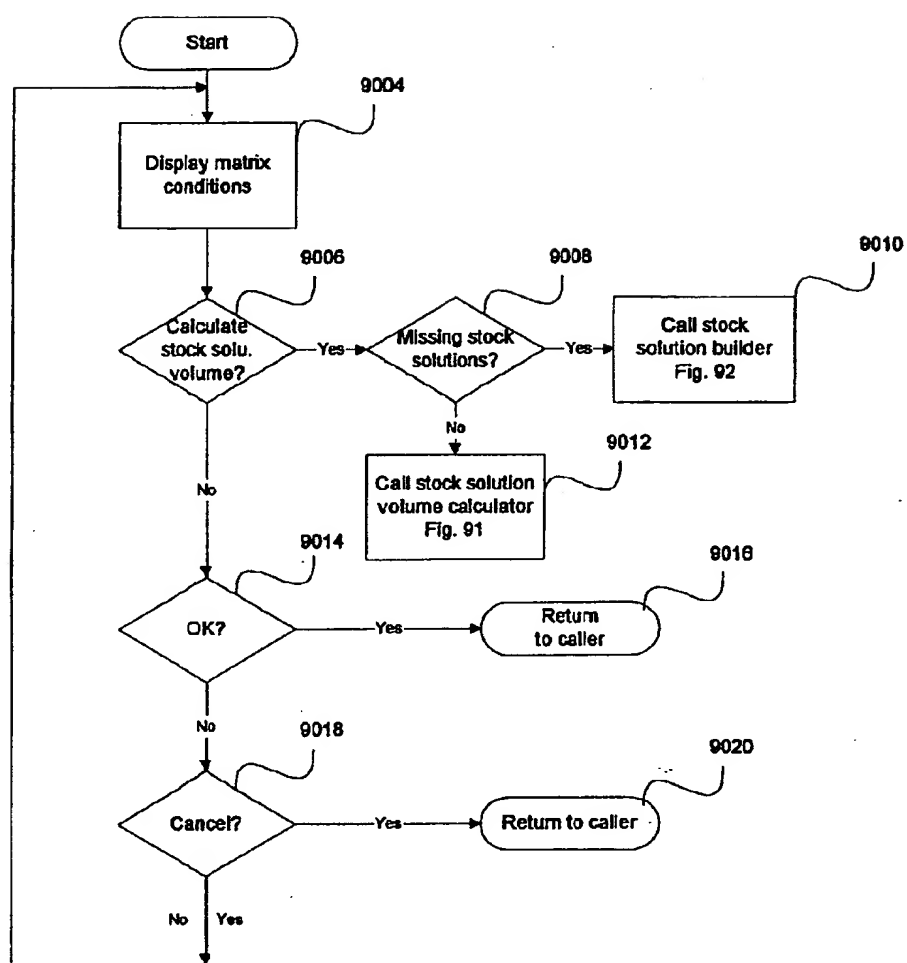 Start
9004
Display matrix
conditions
9006
9008
9010
Calculate
stock solu.
volume?
Yes
Missing stock
solutions?
Yes
Call stock
solution builder
Fig. 92
No
9012
Call stock solution
volume calculator
Fig. 91
No
9014
9016
OK?
Yes
Return
to caller
No
9018
9020
Cancel?
Yes
Return to caller
No
Yes